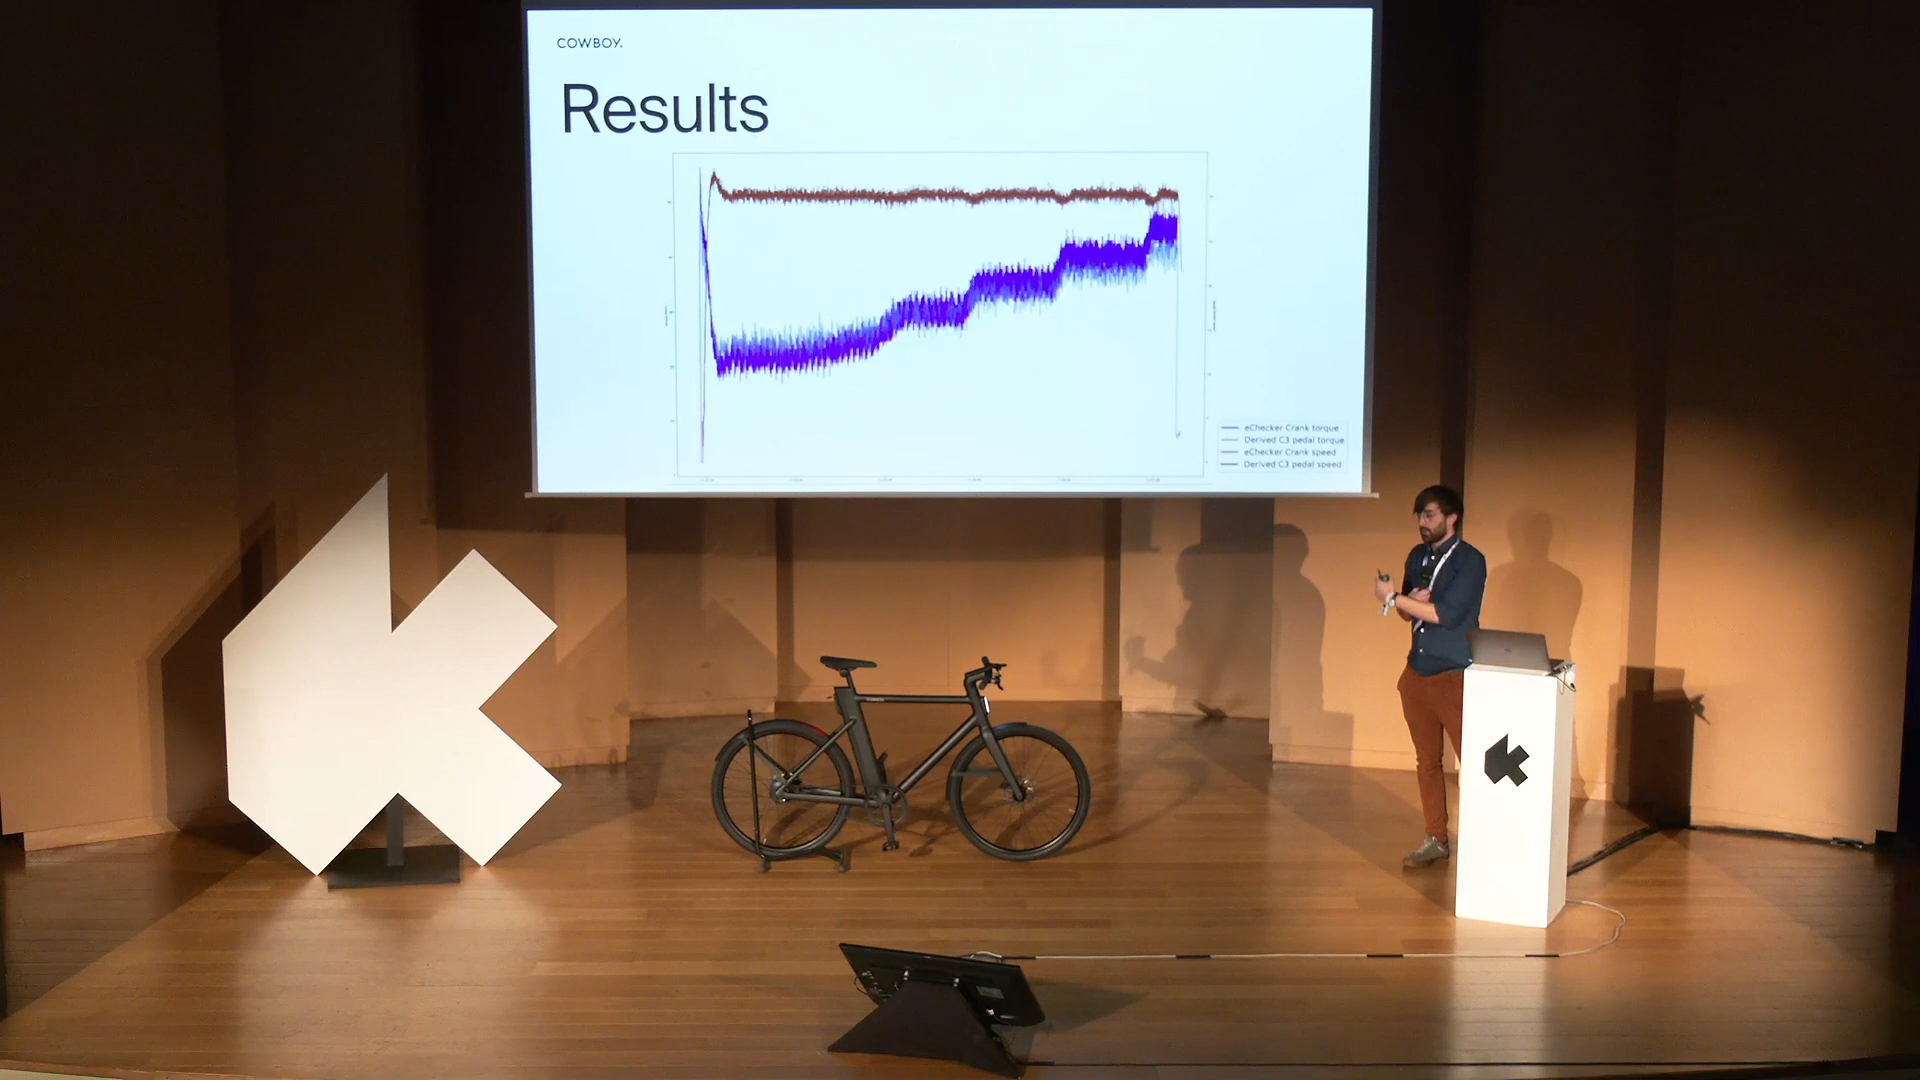 COWBOY.
Results
eChecker Crank torque
Derived C3 pedal torque
eChecker Crank speed
Derived C3 pedal speed